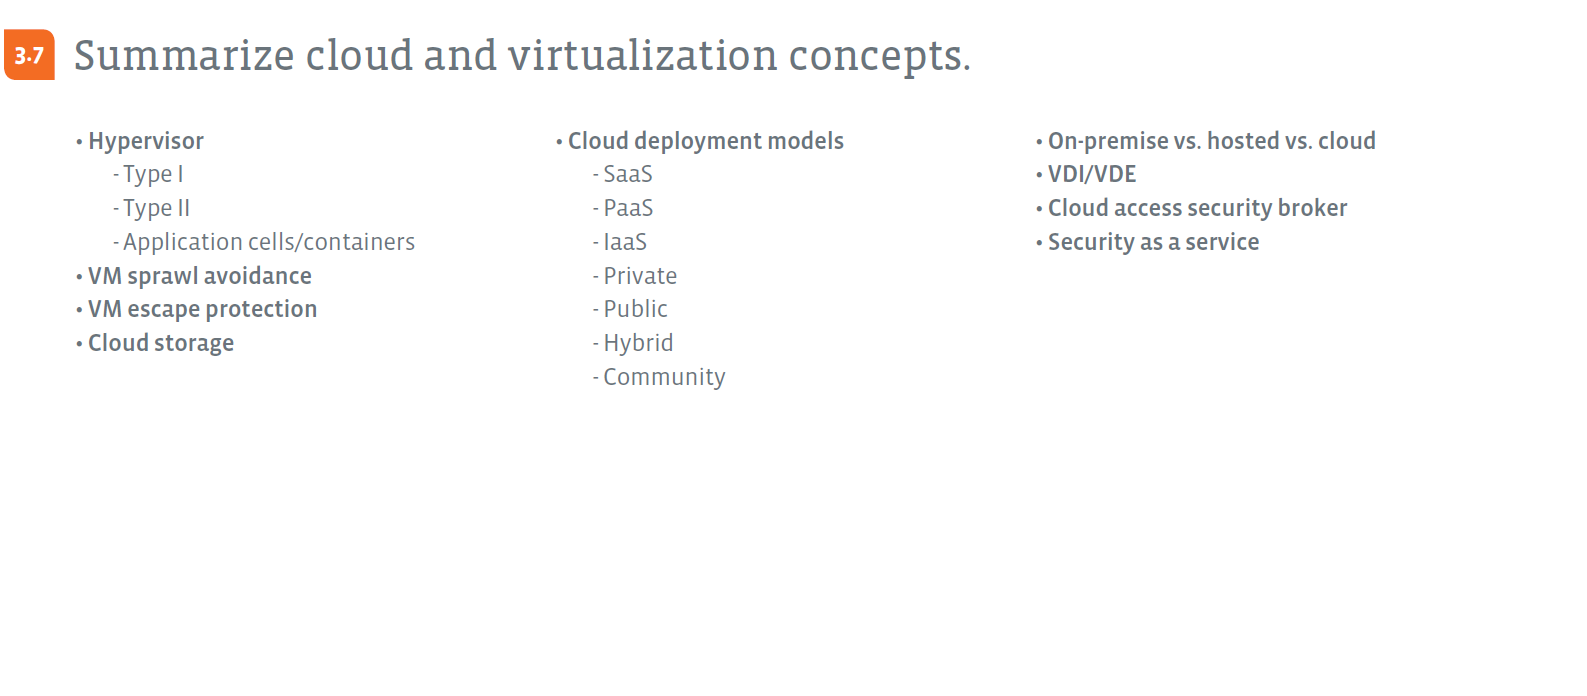 3.7 Summarize cloud and virtualization concepts.
• Hypervisor
- Type I
- Type II
- Application cells/containers
• VM sprawl avoidance
• VM escape protection
• Cloud storage
• Cloud deployment models
- SaaS
- PaaS
- IaaS
- Private
- Public
- Hybrid
- Community
• On-premise vs. hosted vs. cloud
• VDI/VDE
• Cloud access security broker
• Security as a service